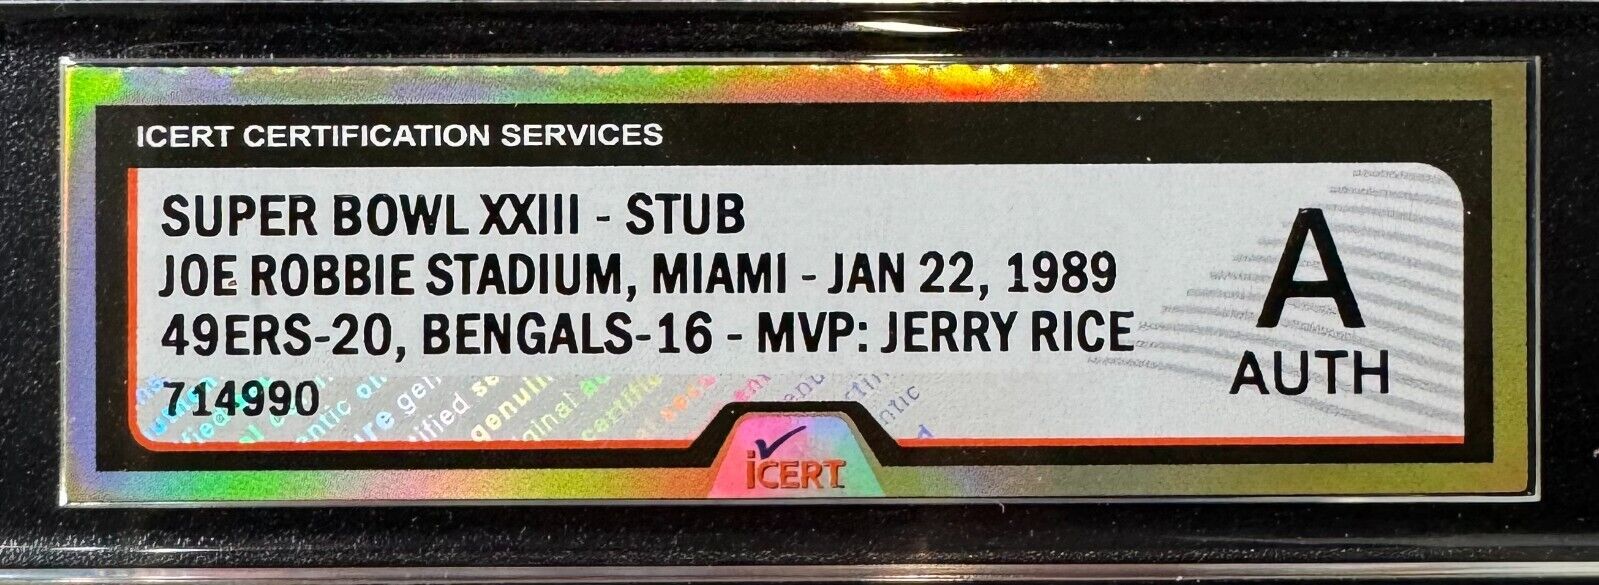 ICERT CERTIFICATION SERVICES
SUPER BOWL XXIII - STUB
JOE ROBBIE STADIUM, MIAMI - JAN 22, 1989
49ERS-20, BENGALS-16 - MVP: JERRY RICE
714990
A
AUTH
iCERT